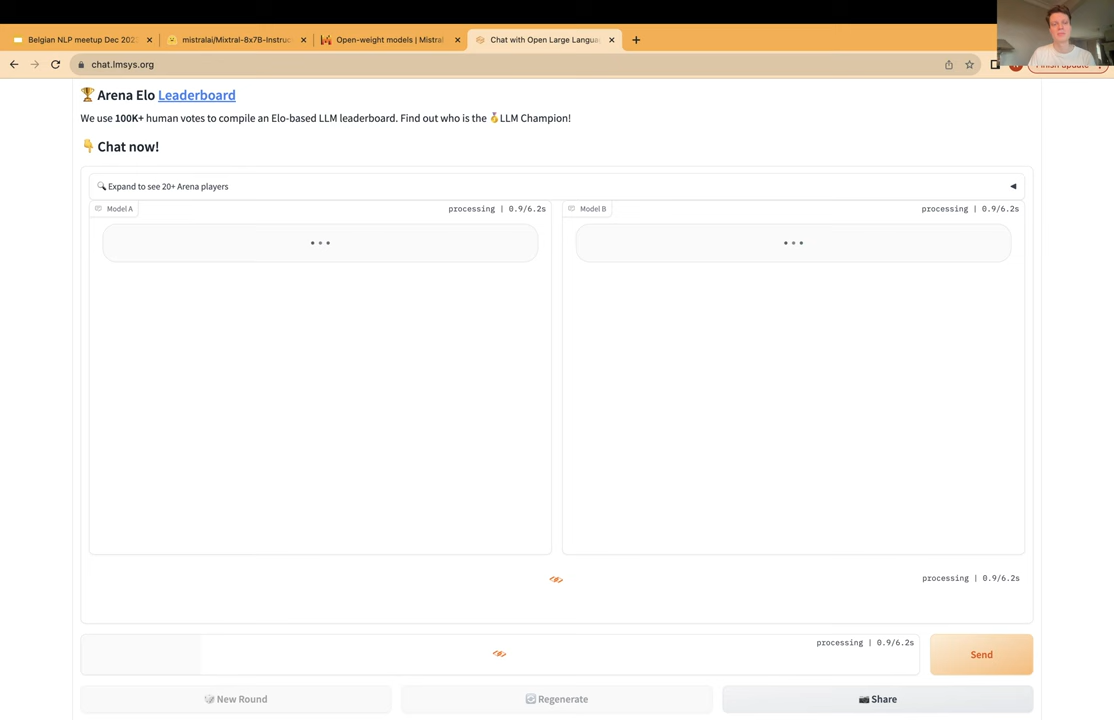 Belgian NLP meetup Dec 202
mistralai/Mixtral-8x7B-Instruc
Open-weight models | Mistral
Chat with Open Large Langua
chat.lmsys.org
Finish update
🏆 Arena Elo Leaderboard
We use 100K+ human votes to compile an Elo-based LLM leaderboard. Find out who is the 🥇LLM Champion!
👇 Chat now!
🔍 Expand to see 20+ Arena players
Model A
processing | 0.9/6.2s
Model B
processing | 0.9/6.2s
processing | 0.9/6.2s
processing | 0.9/6.2s
Send
🎲 New Round
🔄 Regenerate
📷 Share